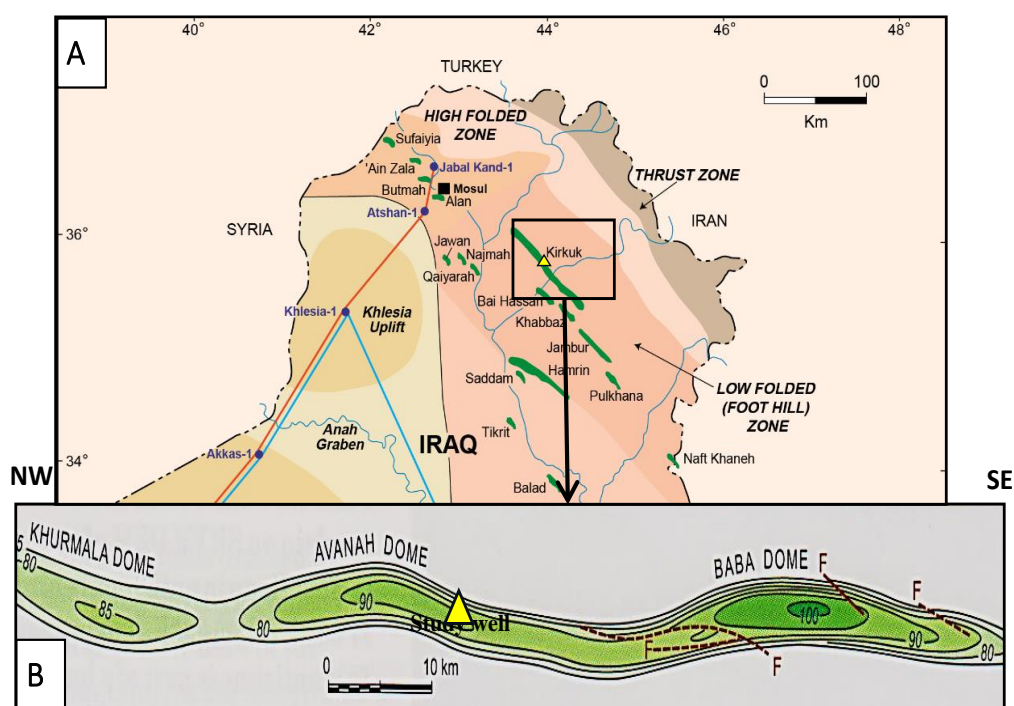 A
40°
42°
44°
46°
48°
TURKEY
0
100
Km
HIGH FOLDED
ZONE
Sufaiyia
'Ain Zala
Jabal Kand-1
Butmah
Mosul
Alan
Atshan-1
THRUST ZONE
SYRIA
IRAN
36°
Jawan
Najmah
Kirkuk
Qaiyarah
Bai Hassan
Khlesia-1
Khlesia
Uplift
Khabbaz
Jambur
Hamrin
Saddam
Pulkhana
LOW FOLDED
(FOOT HILL)
ZONE
Tikrit
Anah
Graben
IRAQ
Akkas-1
34°
Naft Khaneh
NW
Balad
SE
KHURMALA DOME
AVANAH DOME
BABA DOME
F
F
5
80
85
90
100
80
Study well
90
80
F
F
0
10 km
B